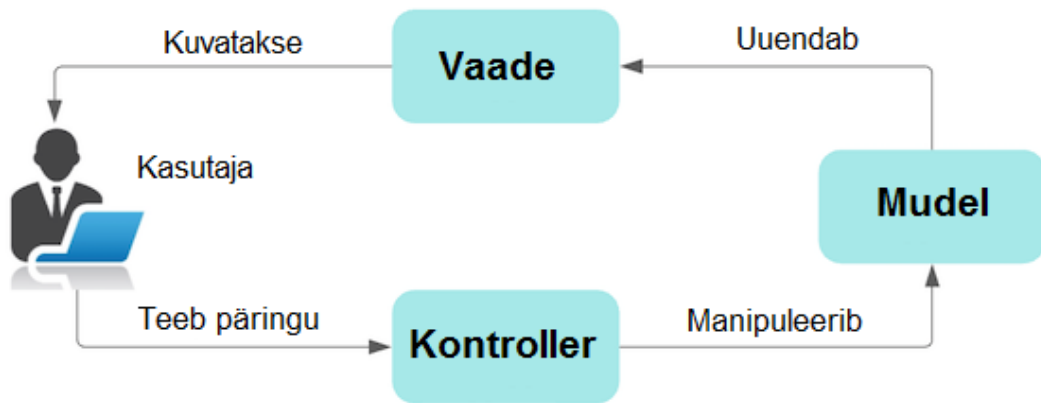 Kuvatakse
Vaade
Uuendab
Kasutaja
Mudel
Teeb päringu
Kontroller
Manipuleerib